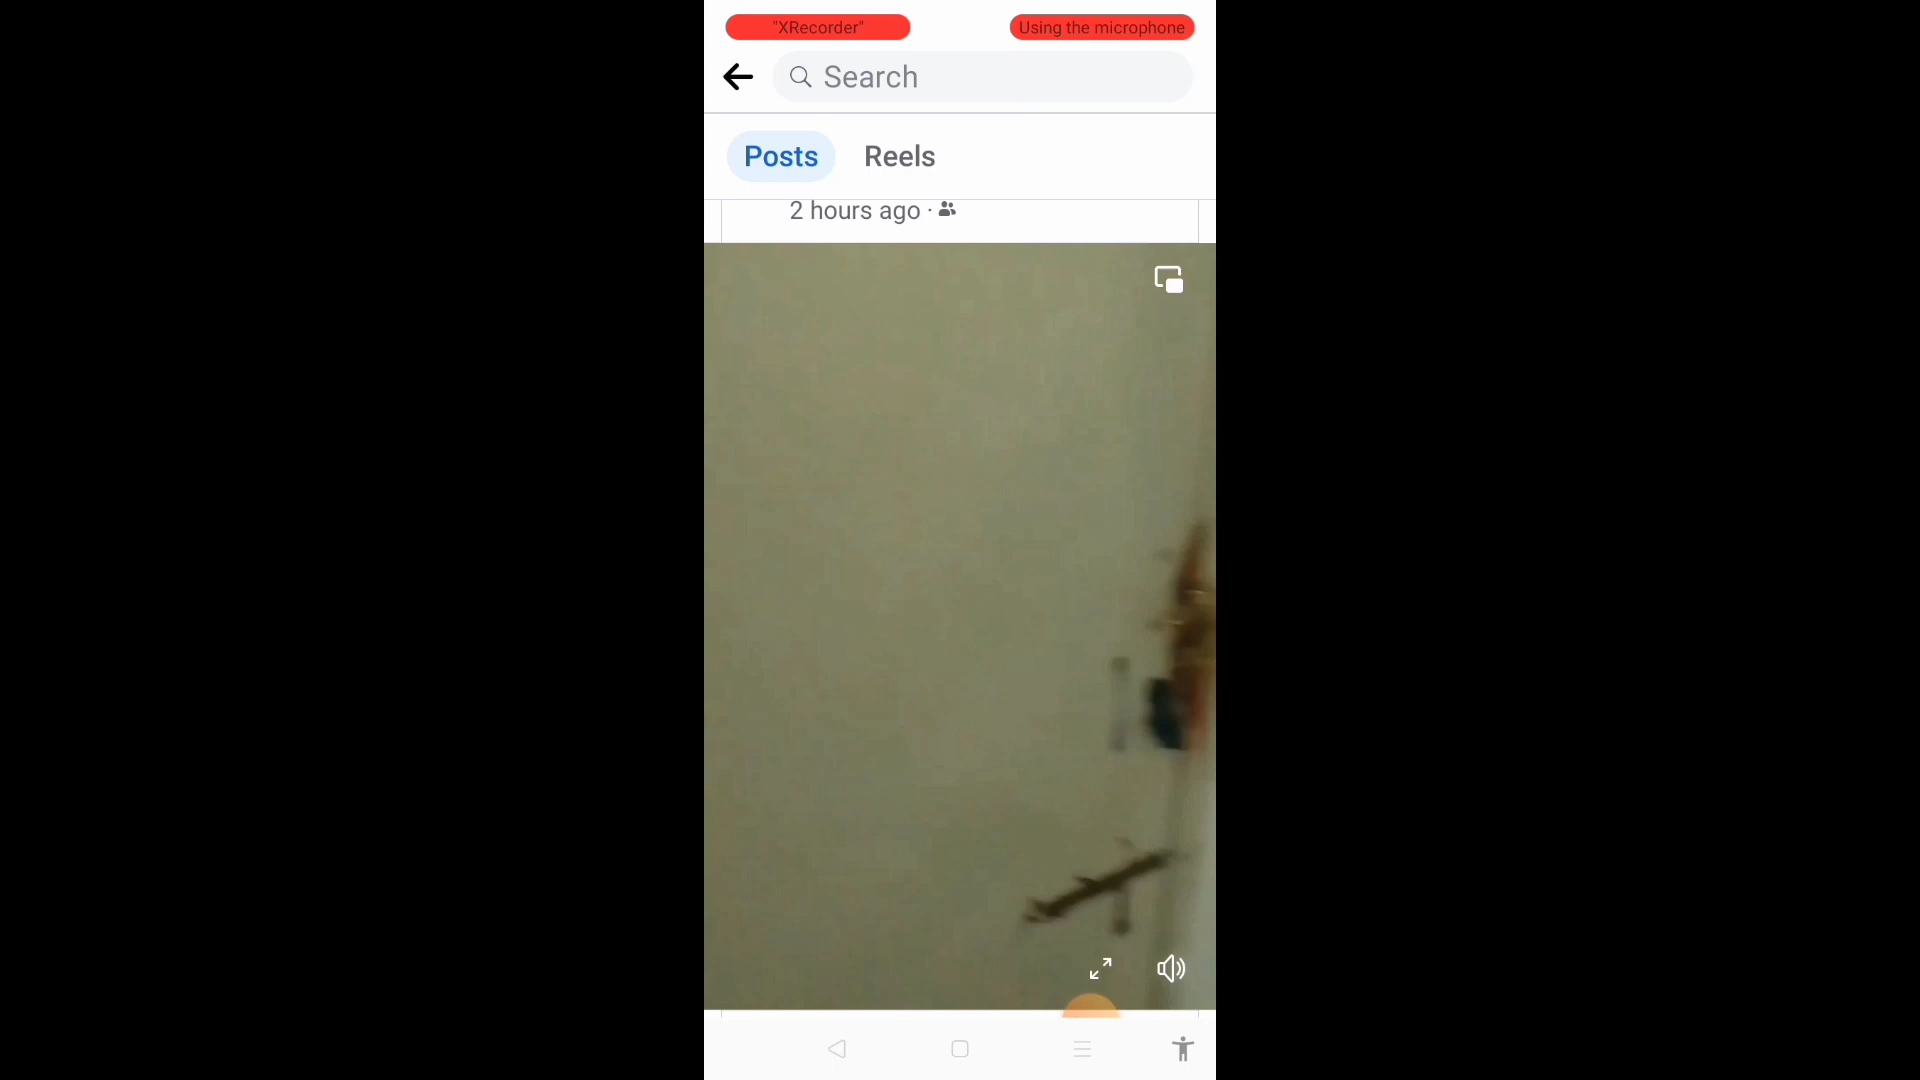 "XRecorder"
Using the microphone
Search
Posts Reels
2 hours ago ·